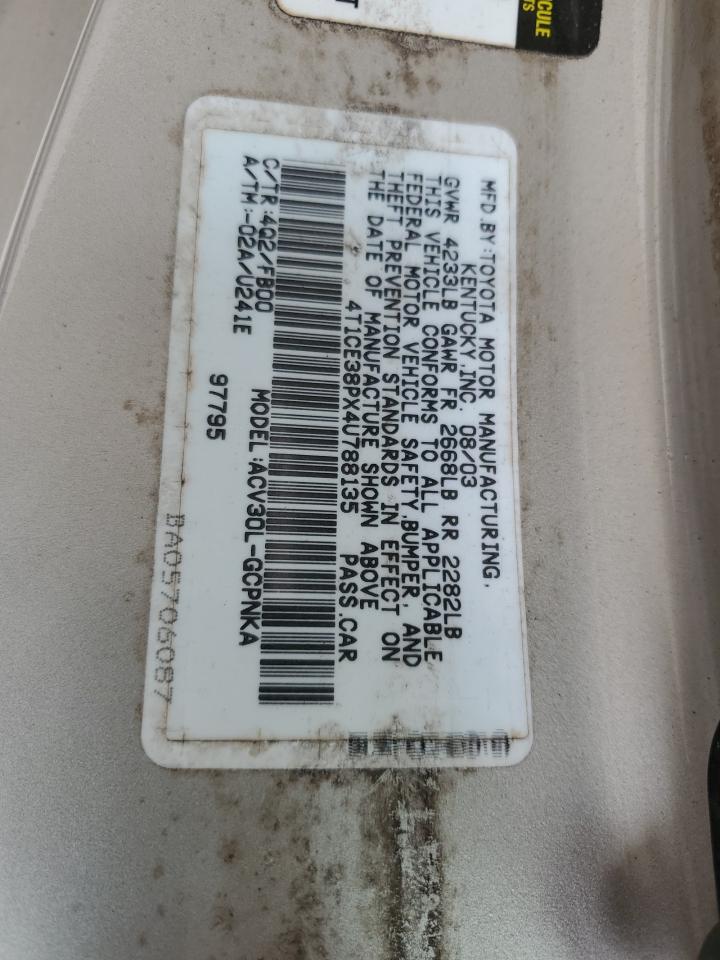 CULE
TS
T
MFD.BY:TOYOTA MOTOR MANUFACTURING,
KENTUCKY,INC. 08/03
GVWR 4233LB GAWR FR 2668LB RR 2282LB
THIS VEHICLE CONFORMS TO ALL APPLICABLE
FEDERAL MOTOR VEHICLE SAFETY,BUMPER, AND
THEFT PREVENTION STANDARDS IN EFFECT ON
THE DATE OF MANUFACTURE SHOWN ABOVE
4T1CE38PX4U788135 PASS.CAR
C/TR:4Q2/FB00 MODEL:ACV30L-GCPNKA
A/TM:-02A/U241E
97795
BA05706087